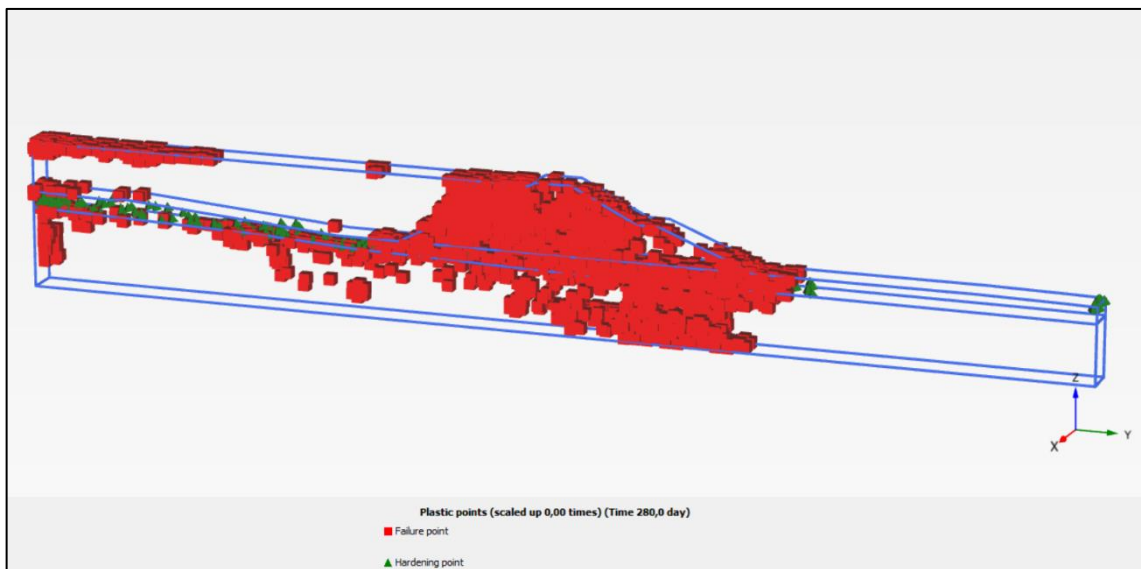 Z
Y
X
Plastic points (scaled up 0,00 times) (Time 280,0 day)
Failure point
Hardening point